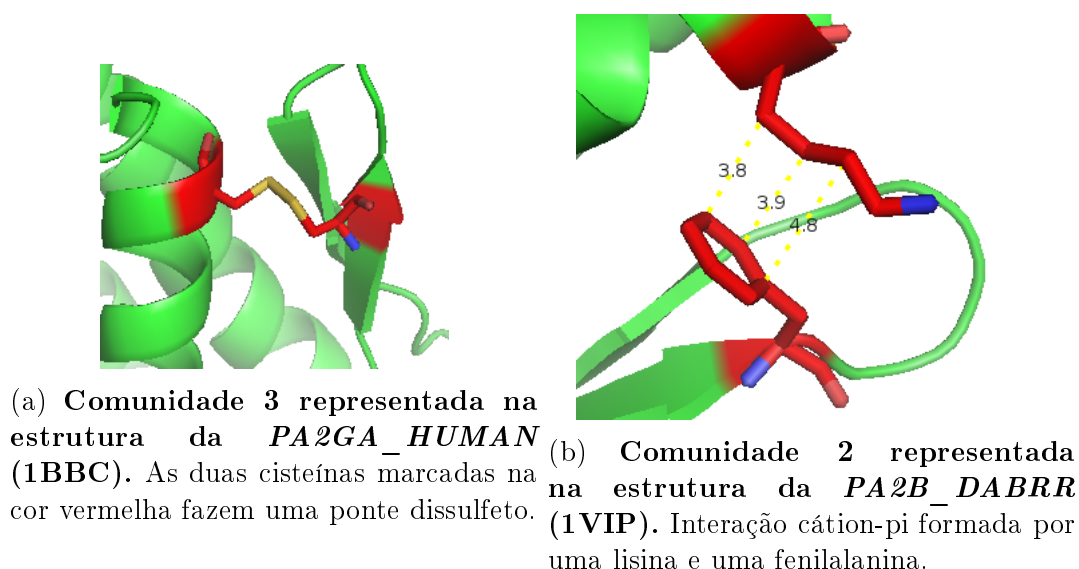 3.8
3.9
4.8
(a) Comunidade 3 representada na
estrutura da PA2GA_HUMAN
(1BBC). As duas cisteínas marcadas na
cor vermelha fazem uma ponte dissulfeto.
(b) Comunidade 2 representada
na estrutura da PA2B_DABRR
(1VIP). Interação cátion-pi formada por
uma lisina e uma fenilalanina.